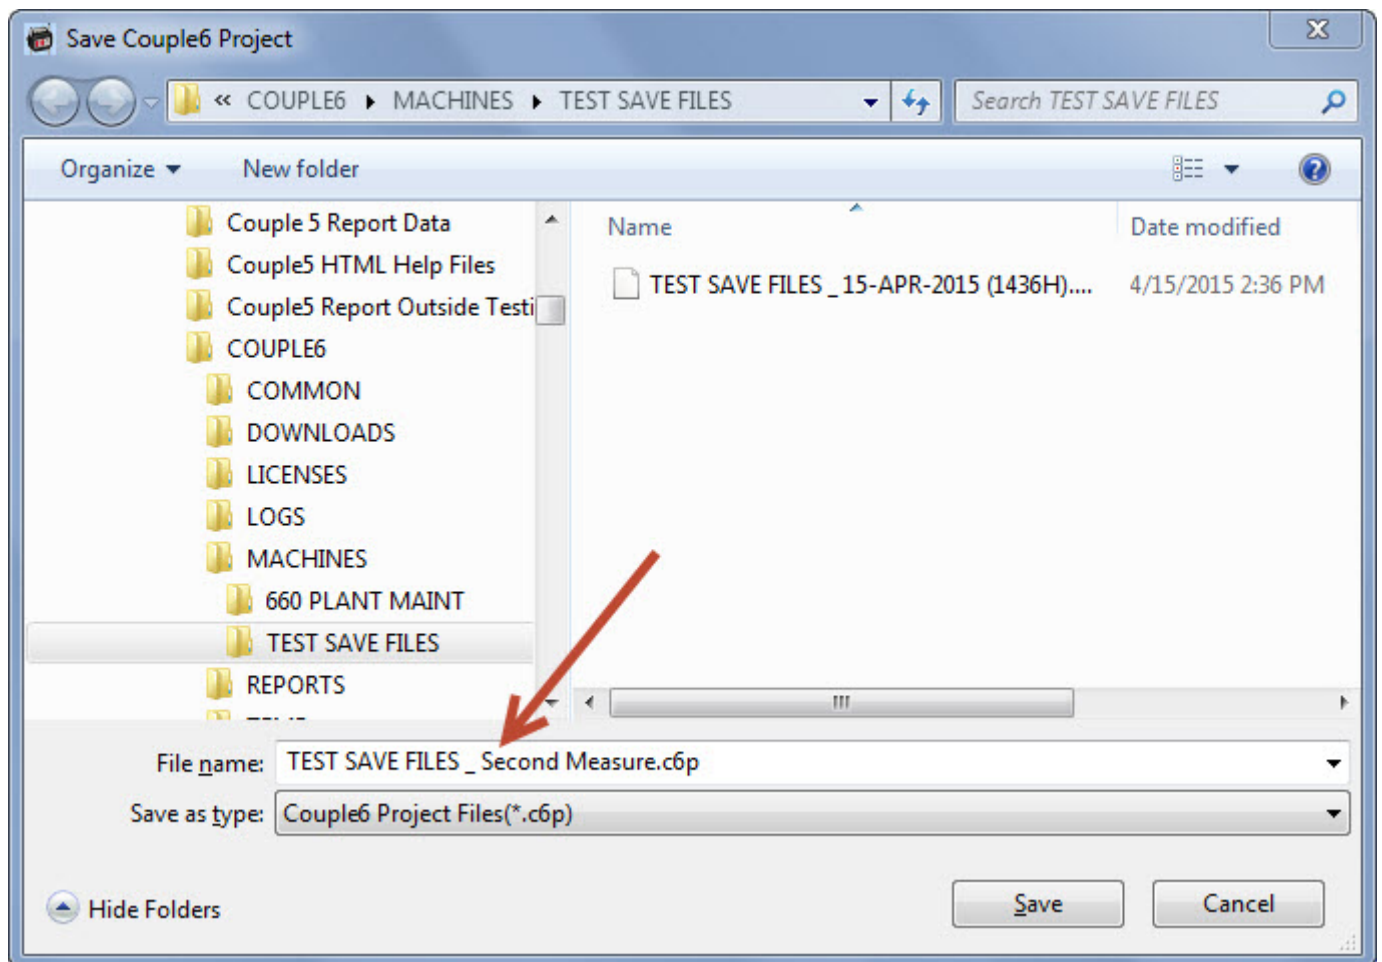 Save Couple6 Project
« COUPLE6 MACHINES TEST SAVE FILES
Search TEST SAVE FILES
Organize
New folder
Couple 5 Report Data
Couple5 HTML Help Files
Couple5 Report Outside Testi
COUPLE6
COMMON
DOWNLOADS
LICENSES
LOGS
MACHINES
660 PLANT MAINT
TEST SAVE FILES
REPORTS
Name
Date modified
TEST SAVE FILES _ 15-APR-2015 (1436H)....
4/15/2015 2:36 PM
File name: TEST SAVE FILES _ Second Measure.c6p
Save as type: Couple6 Project Files(*.c6p)
Hide Folders
Save
Cancel